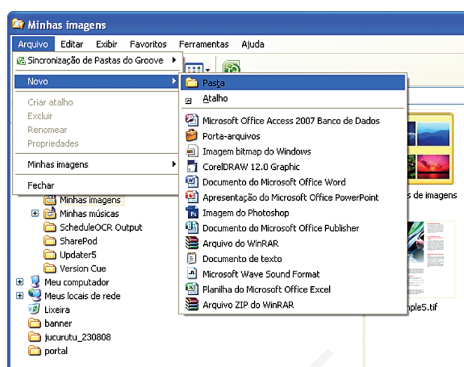 Minhas imagens
Arquivo Editar Exibir Favoritos Ferramentas Ajuda
Sincronização de Pastas do Groove
Novo
Criar atalho
Excluir
Renomear
Propriedades
Minhas imagens
Fechar
Pasta
Atalho
Microsoft Office Access 2007 Banco de Dados
Porta-arquivos
Imagem bitmap do Windows
CorelDRAW 12.0 Graphic
Documento do Microsoft Office Word
Apresentação do Microsoft Office PowerPoint
Imagem do Photoshop
Documento do Microsoft Office Publisher
Arquivo do WinRAR
Documento de texto
Microsoft Wave Sound Format
Planilha do Microsoft Office Excel
Arquivo ZIP do WinRAR
Minhas imagens
Minhas músicas
ScheduleOCR Output
SharePod
Updater5
Version Cue
Meu computador
Meus locais de rede
Lixeira
banner
jucurutu_230808
portal
s de imagens
mple5.tif